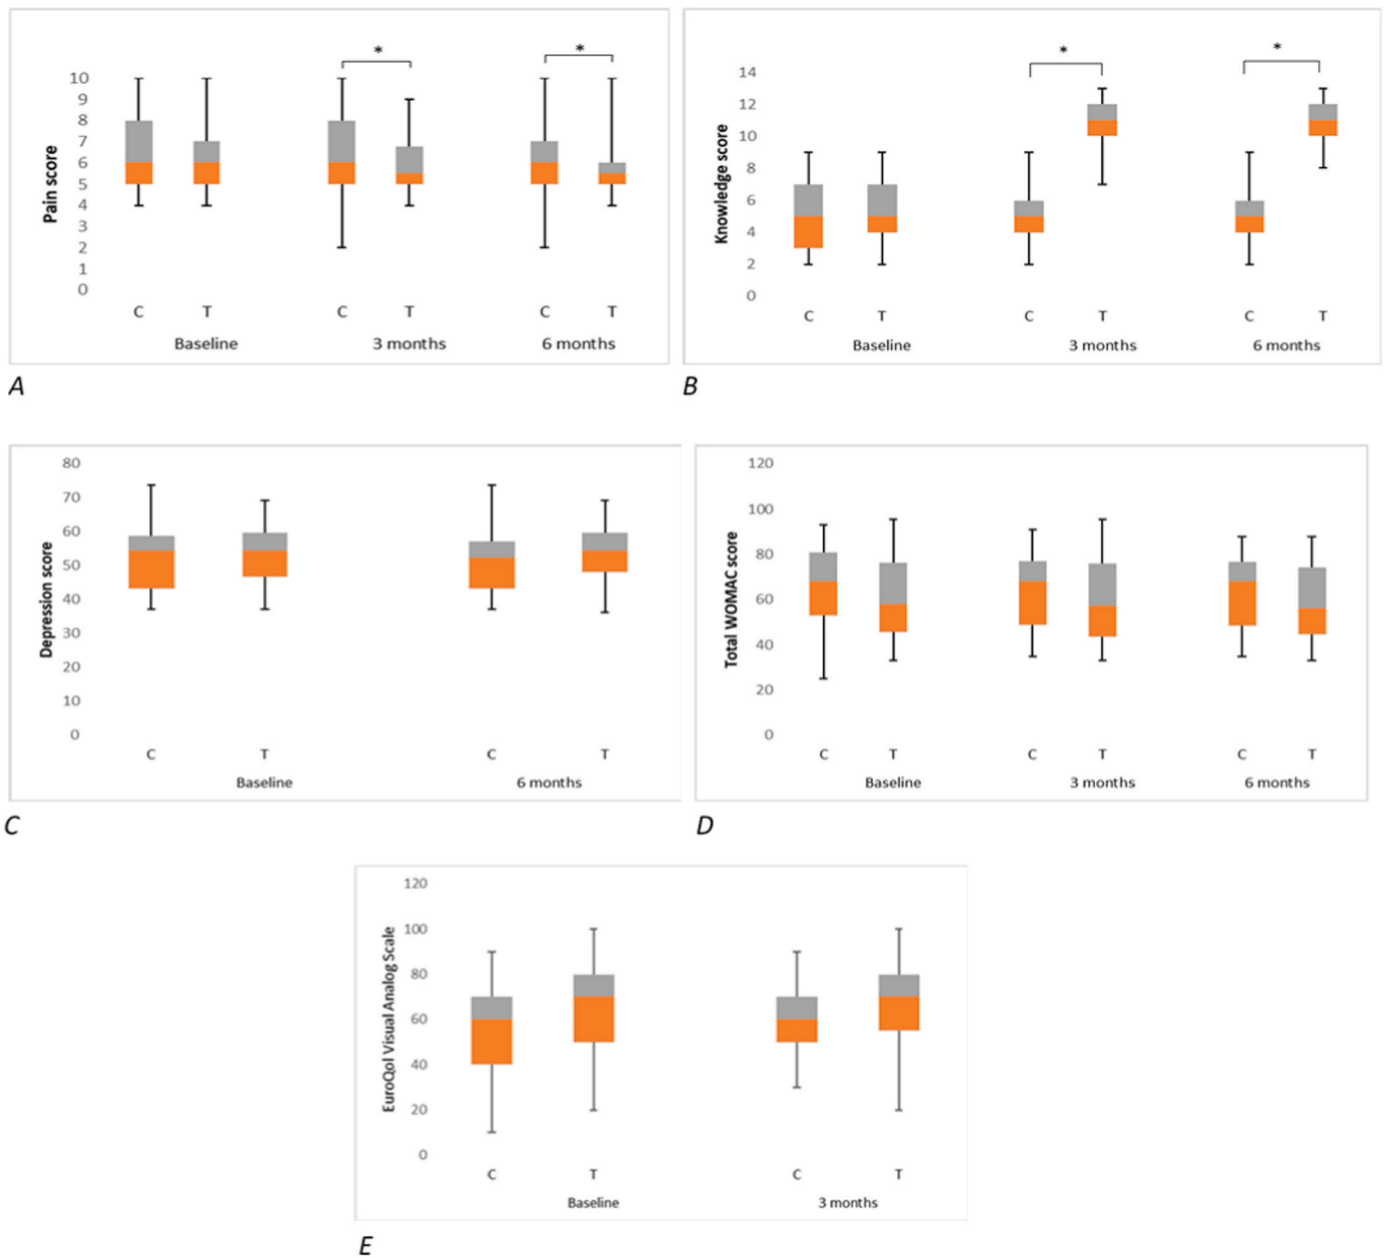 *
*
Pain score
10
9
8
7
6
5
4
3
2
1
0
C T C T C T
Baseline 3 months 6 months
A
*
*
Knowledge score
14
12
10
8
6
4
2
0
C T C T C T
Baseline 3 months 6 months
B
Depression score
80
70
60
50
40
30
20
10
0
C T C T
Baseline 6 months
C
Total WOMAC score
120
100
80
60
40
20
0
C T C T C T
Baseline 3 months 6 months
D
EuroQol Visual Analog Scale
120
100
80
60
40
20
0
C T C T
Baseline 3 months
E